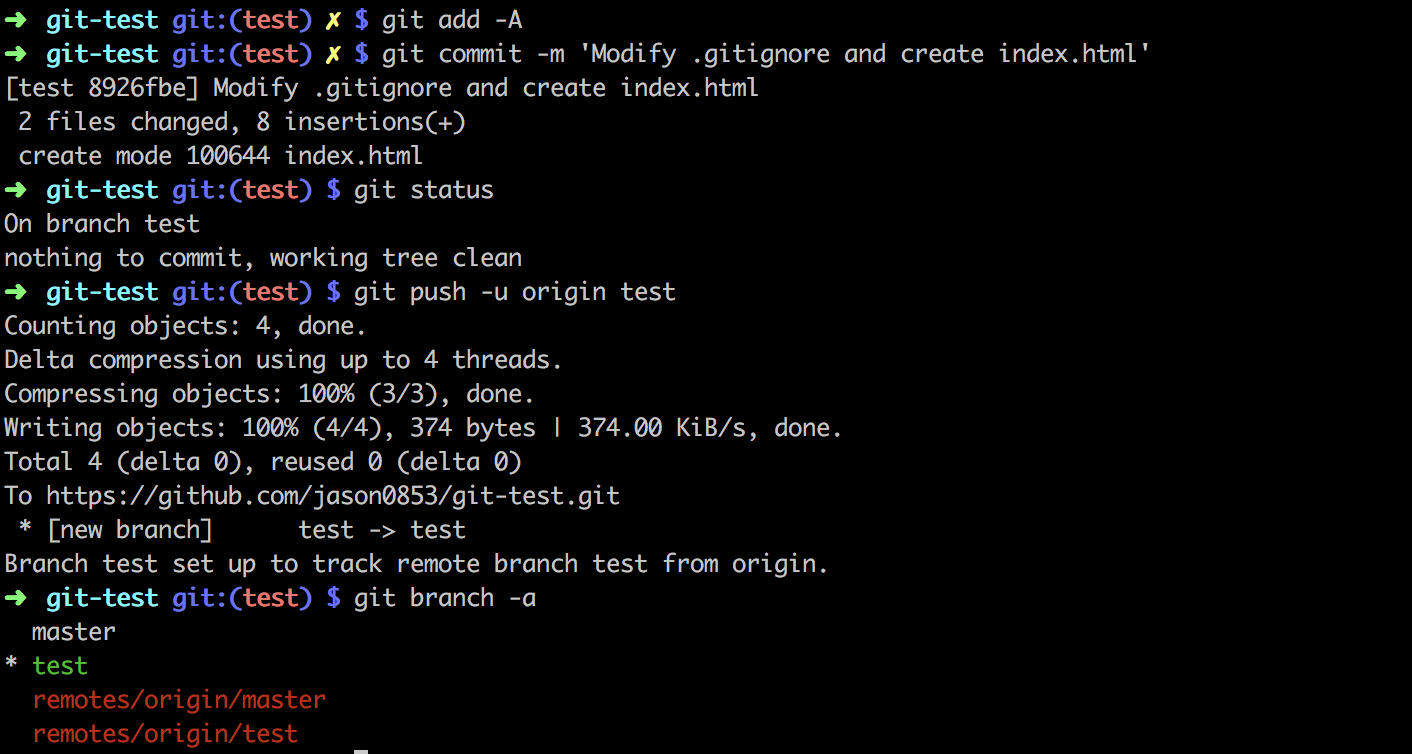 ➜  git-test git:(test) ✗ $ git add -A
➜  git-test git:(test) ✗ $ git commit -m 'Modify .gitignore and create index.html'
[test 8926fbe] Modify .gitignore and create index.html
 2 files changed, 8 insertions(+)
 create mode 100644 index.html
➜  git-test git:(test) $ git status
On branch test
nothing to commit, working tree clean
➜  git-test git:(test) $ git push -u origin test
Counting objects: 4, done.
Delta compression using up to 4 threads.
Compressing objects: 100% (3/3), done.
Writing objects: 100% (4/4), 374 bytes | 374.00 KiB/s, done.
Total 4 (delta 0), reused 0 (delta 0)
To https://github.com/jason0853/git-test.git
 * [new branch]      test -> test
Branch test set up to track remote branch test from origin.
➜  git-test git:(test) $ git branch -a
  master
* test
  remotes/origin/master
  remotes/origin/test